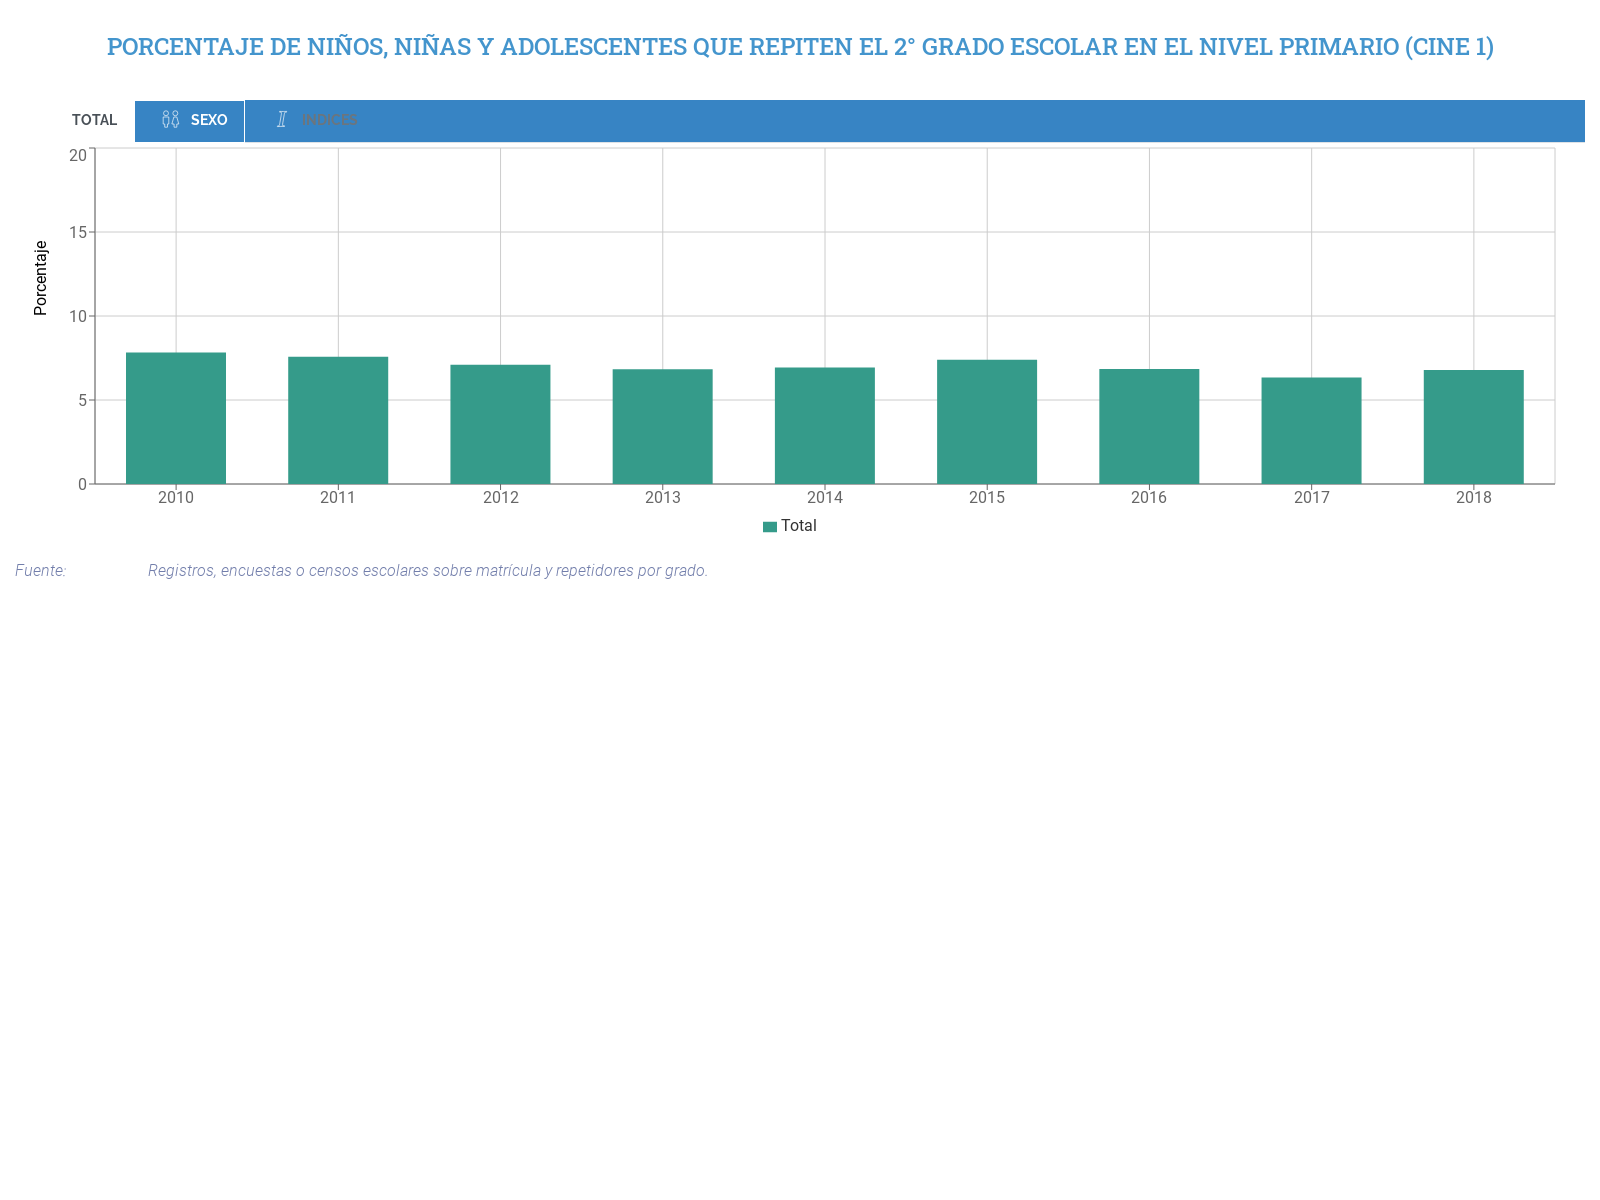 PORCENTAJE DE NIÑOS, NIÑAS Y ADOLESCENTES QUE REPITEN EL 2° GRADO ESCOLAR EN EL NIVEL PRIMARIO (CINE 1)
TOTAL SEXO INDICES
20
15
10
5
0
Porcentaje
2010 2011 2012 2013 2014 2015 2016 2017 2018
Total
Fuente: Registros, encuestas o censos escolares sobre matrícula y repetidores por grado.